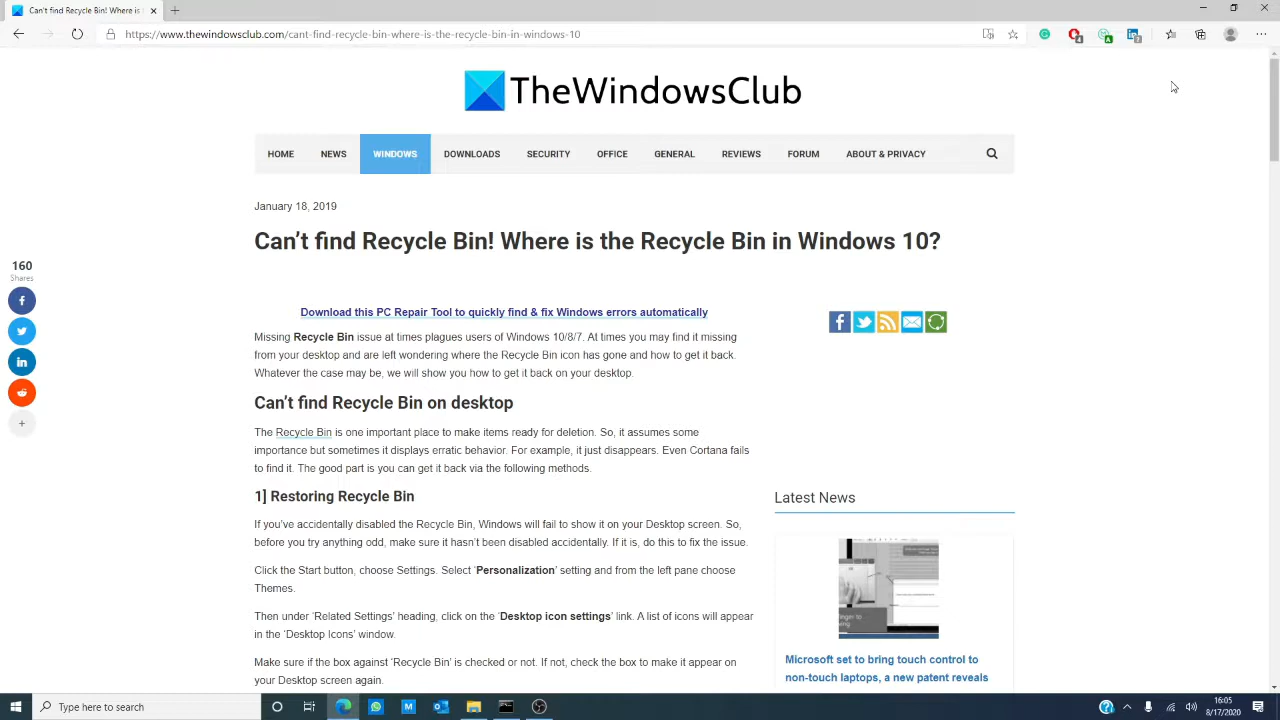 Can't find Recycle Bin! Where is
https://www.thewindowsclub.com/cant-find-recycle-bin-where-is-the-recycle-bin-in-windows-10
TheWindowsClub
HOME NEWS WINDOWS DOWNLOADS SECURITY OFFICE GENERAL REVIEWS FORUM ABOUT & PRIVACY
January 18, 2019
Can't find Recycle Bin! Where is the Recycle Bin in Windows 10?
160
Shares
Download this PC Repair Tool to quickly find & fix Windows errors automatically
Missing Recycle Bin issue at times plagues users of Windows 10/8/7. At times you may find it missing
from your desktop and are left wondering where the Recycle Bin icon has gone and how to get it back.
Whatever the case may be, we will show you how to get it back on your desktop.
Can't find Recycle Bin on desktop
The Recycle Bin is one important place to make items ready for deletion. So, it assumes some
importance but sometimes it displays erratic behavior. For example, it just disappears. Even Cortana fails
to find it. The good part is you can get it back via the following methods.
1] Restoring Recycle Bin
If you've accidentally disabled the Recycle Bin, Windows will fail to show it on your Desktop screen. So,
before you try anything odd, make sure it hasn't been disabled accidentally. If it is, do this to fix the issue.
Click the Start button, choose Settings. Select 'Personalization' setting and from the left pane choose
Themes.
Then under 'Related Settings' heading, click on the 'Desktop icon settings' link. A list of icons will appear
in the 'Desktop Icons' window.
Make sure if the box against 'Recycle Bin' is checked or not. If not, check the box to make it appear on
your Desktop screen again.
Latest News
Microsoft set to bring touch control to
non-touch laptops, a new patent reveals
Type here to search
16:05
8/17/2020